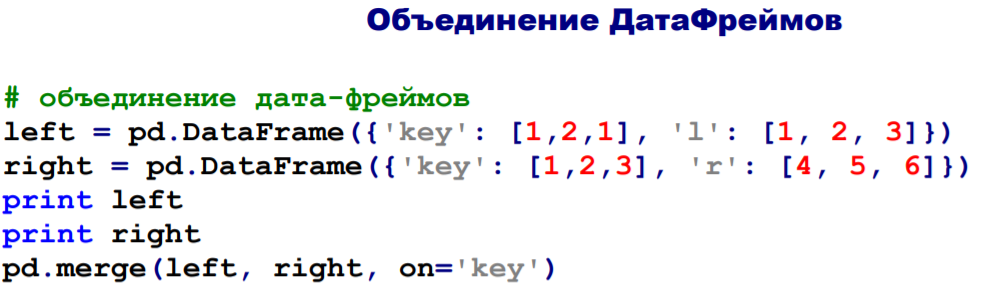 Объединение ДатаФреймов
# объединение дата-фреймов
left = pd.DataFrame({'key': [1,2,1], 'l': [1, 2, 3]})
right = pd.DataFrame({'key': [1,2,3], 'r': [4, 5, 6]})
print left
print right
pd.merge(left, right, on='key')